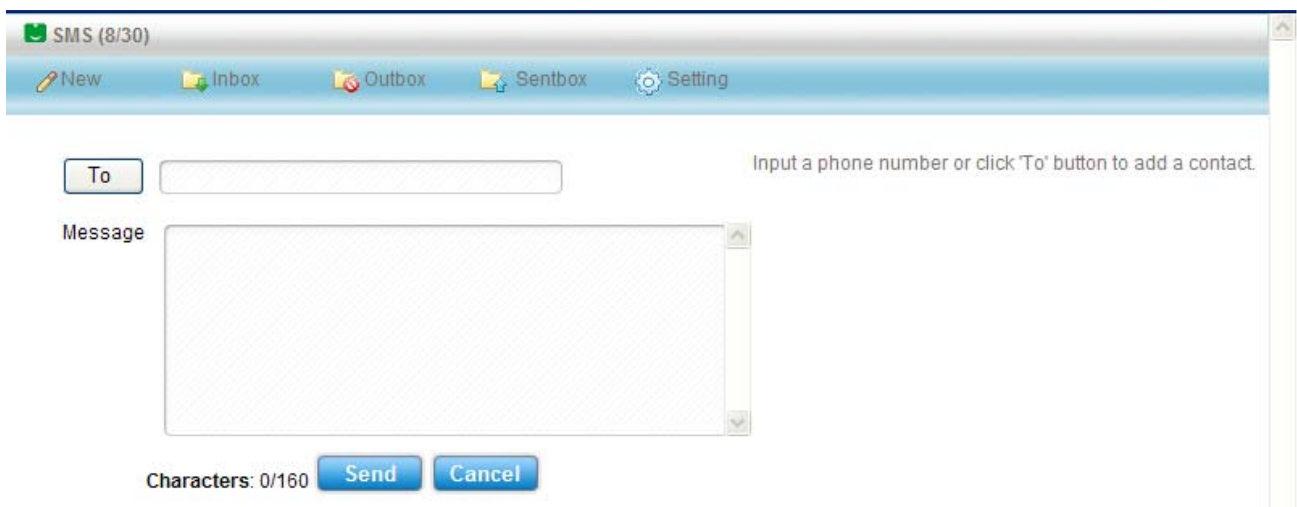 SMS (8/30)
New Inbox Outbox Sentbox Setting
To Input a phone number or click 'To' button to add a contact.
Message
Characters: 0/160 Send Cancel